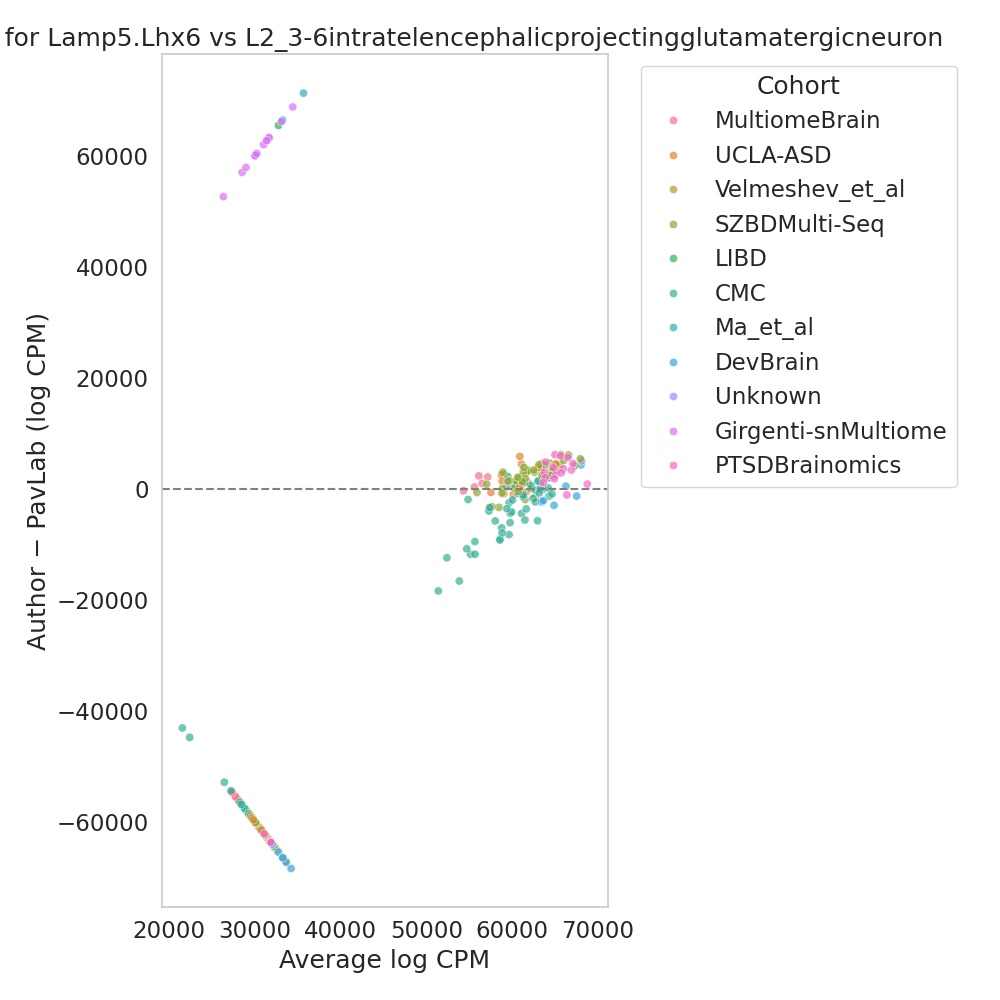 for Lamp5.Lhx6 vs L2_3-6intratelencephalicprojectingglutamatergicneuron
Author − PavLab (log CPM)
60000
40000
20000
0
−20000
−40000
−60000
20000 30000 40000 50000 60000 70000
Average log CPM
Cohort
MultiomeBrain
UCLA-ASD
Velmeshev_et_al
SZBDMulti-Seq
LIBD
CMC
Ma_et_al
DevBrain
Unknown
Girgenti-snMultiome
PTSDBrainomics